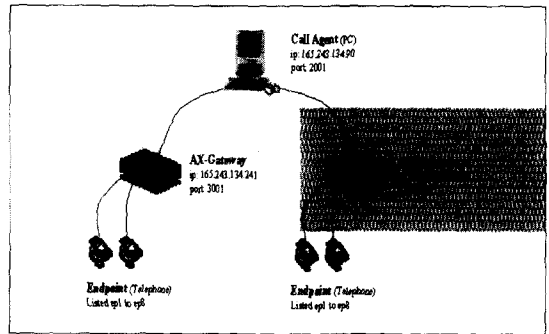 Call Agent (PC)
ip: 165.243.134.90
port: 2001
AX-Gateway
ip: 165.243.134.241
port: 3001
Endpoint (Telephone)
Listed ep1 to ep8
Endpoint (Telephone)
Listed ep1 to ep8